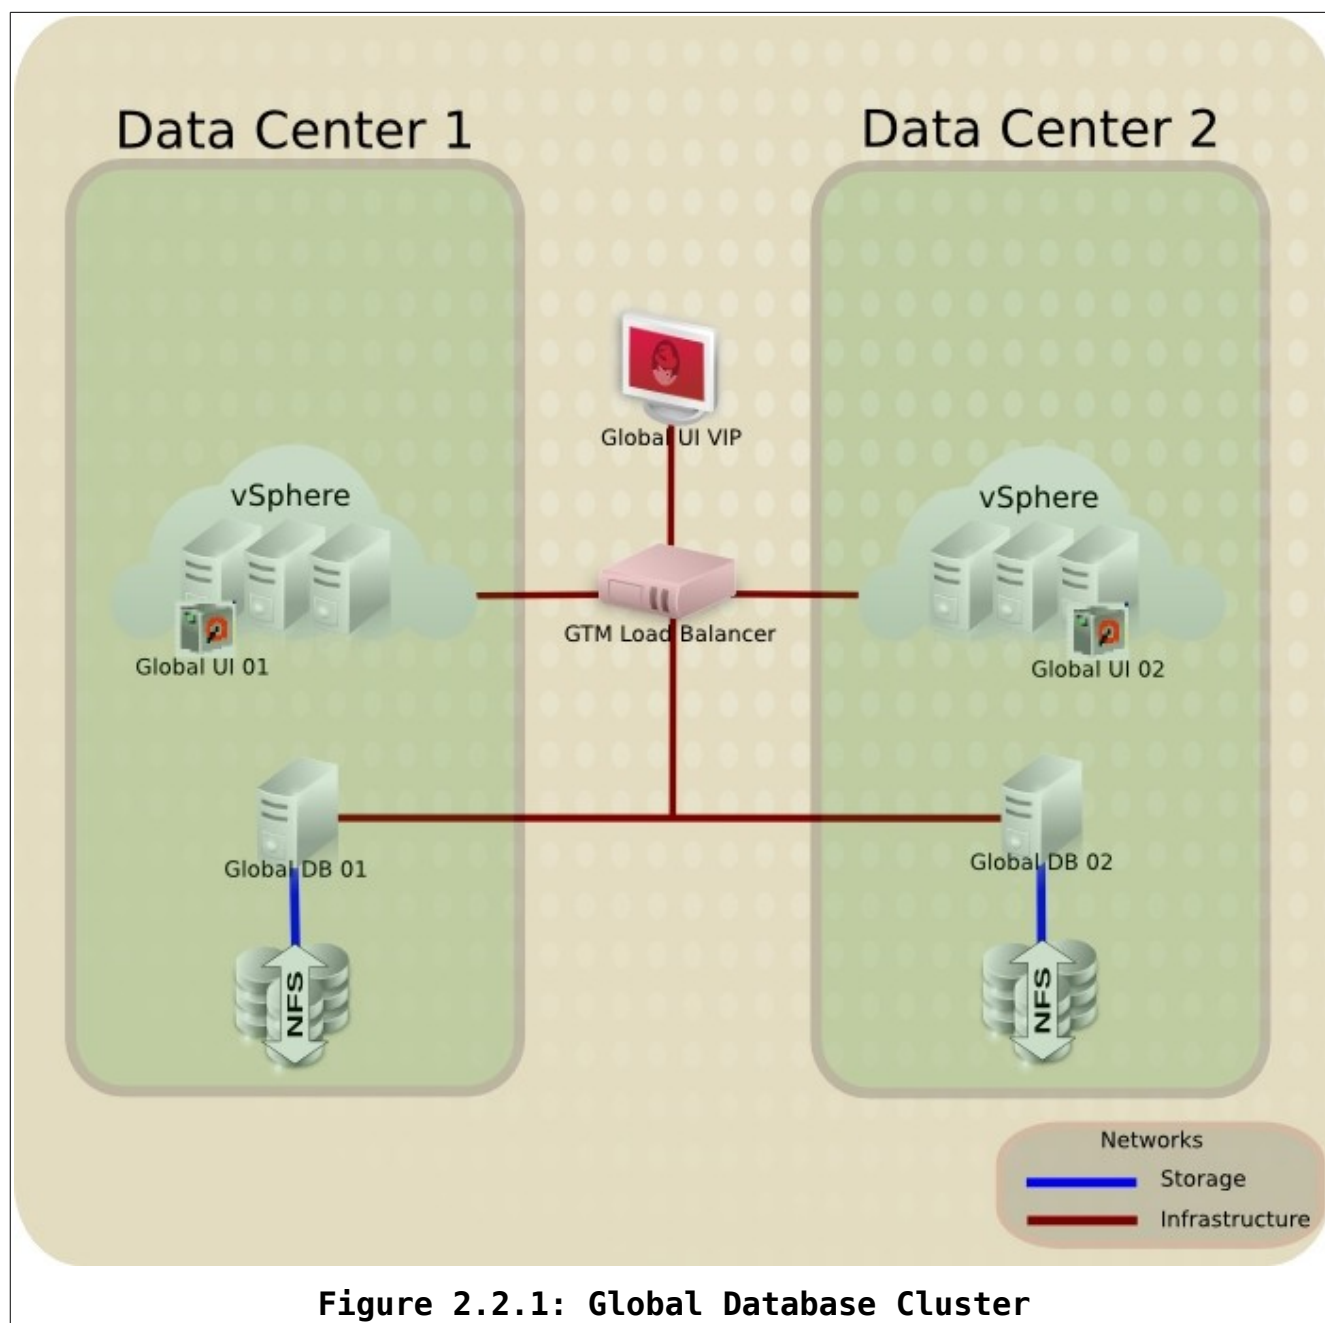 Data Center 1
Data Center 2
Global UI VIP
vSphere
vSphere
GTM Load Balancer
Global UI 01
Global UI 02
Global DB 01
Global DB 02
NFS
NFS
Networks
Storage
Infrastructure
Figure 2.2.1: Global Database Cluster